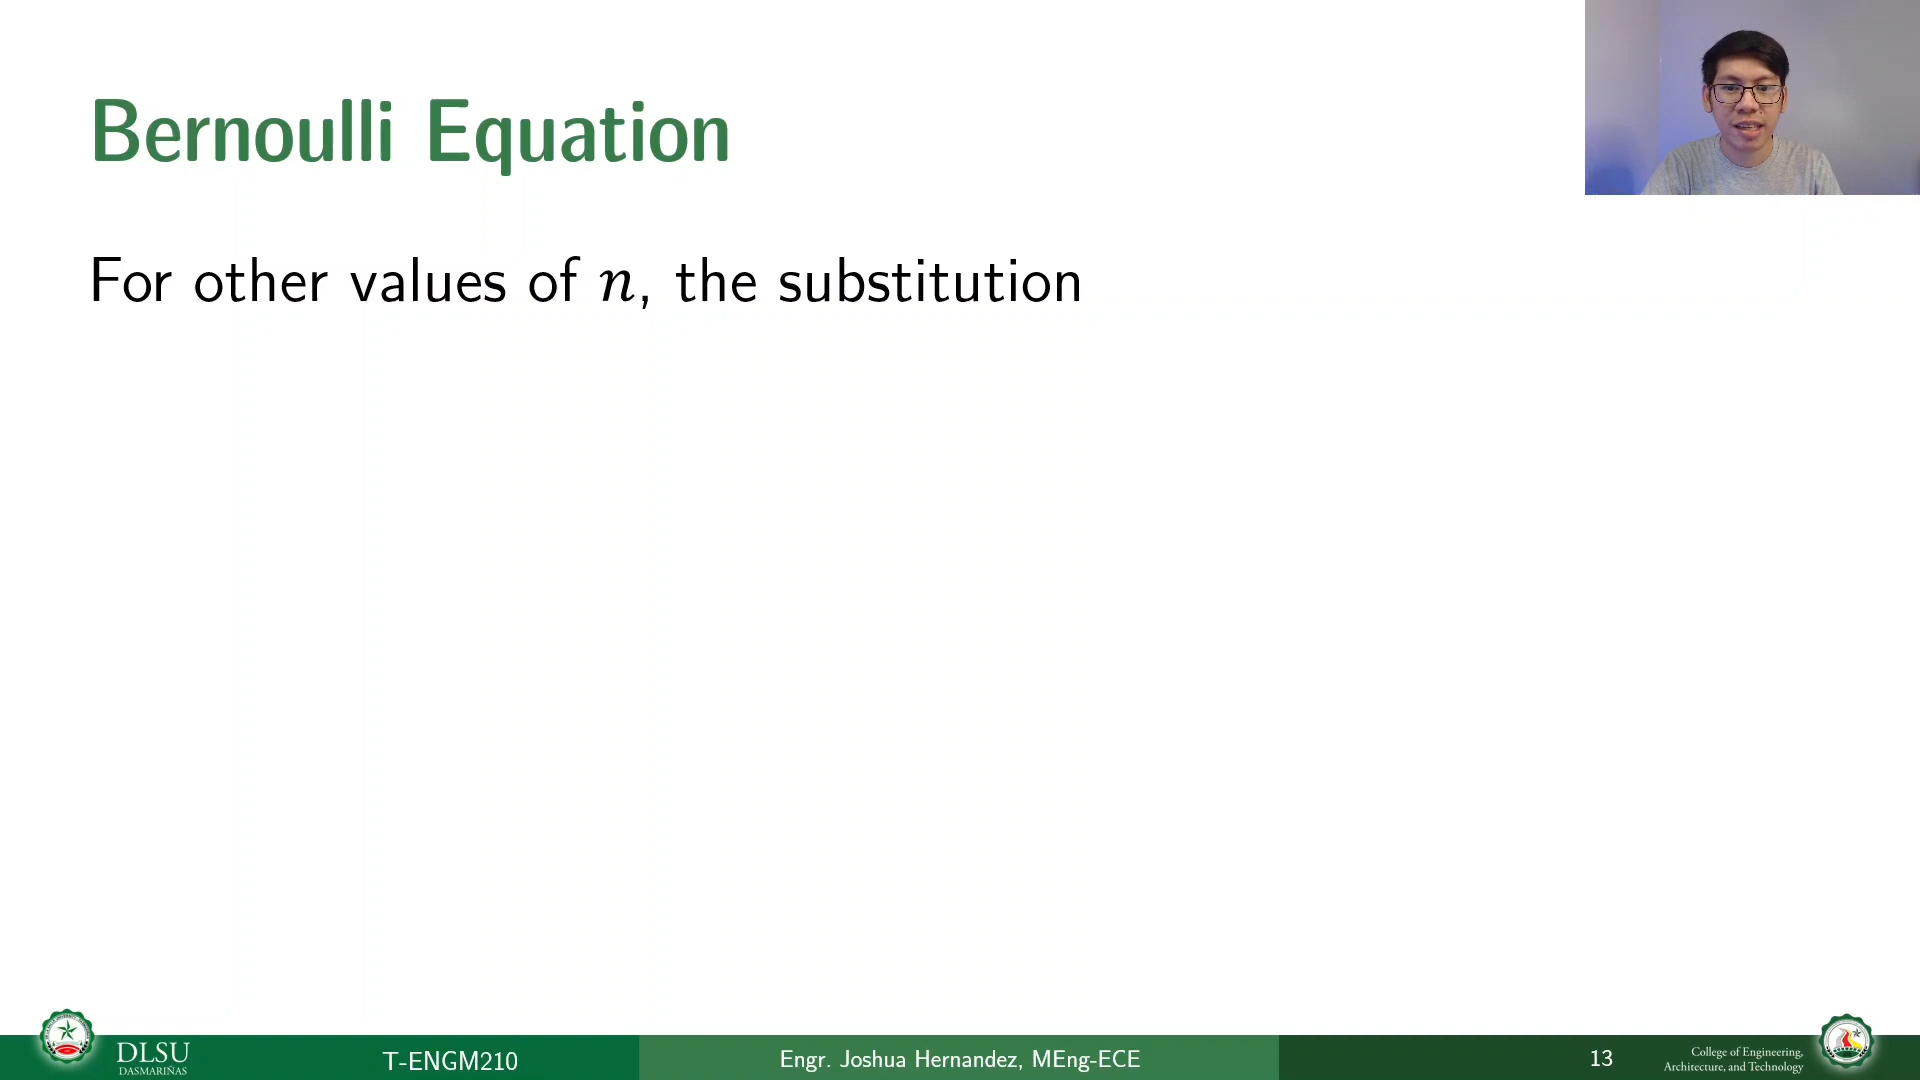 Bernoulli Equation
For other values of n, the substitution
DLSU
DASMARIÑAS
T-ENGM210
Engr. Joshua Hernandez, MEng-ECE
13
College of Engineering,
Architecture, and Technology